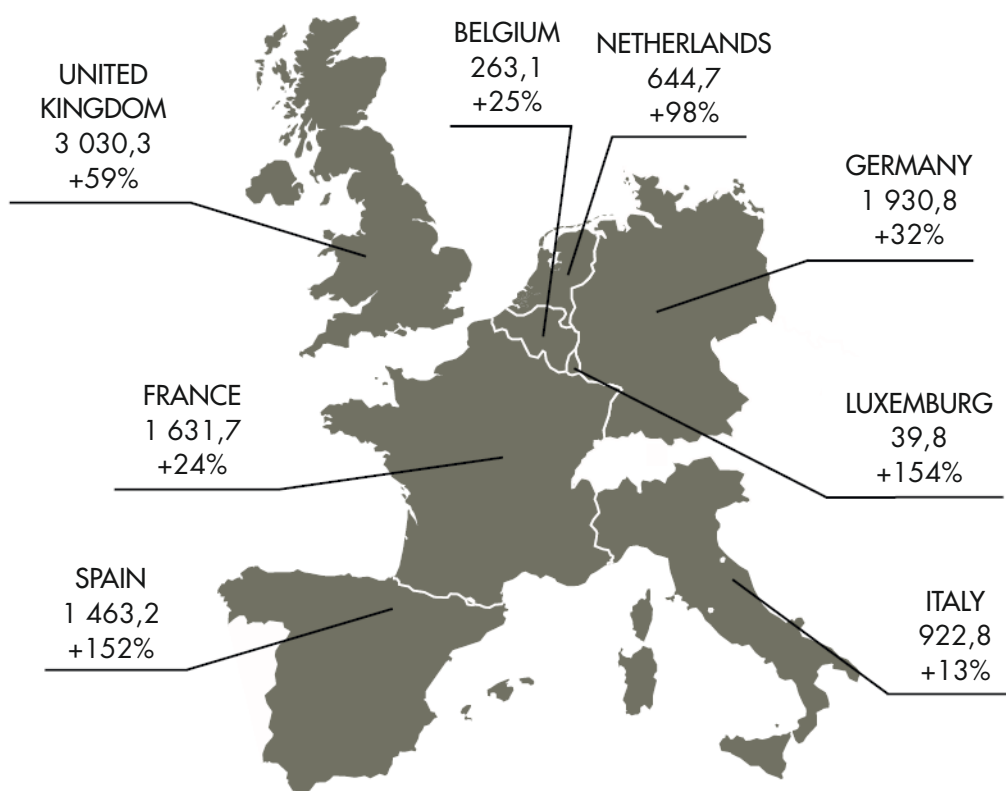 UNITED
KINGDOM
3 030,3
+59%
BELGIUM
263,1
+25%
NETHERLANDS
644,7
+98%
GERMANY
1 930,8
+32%
FRANCE
1 631,7
+24%
LUXEMBURG
39,8
+154%
SPAIN
1 463,2
+152%
ITALY
922,8
+13%